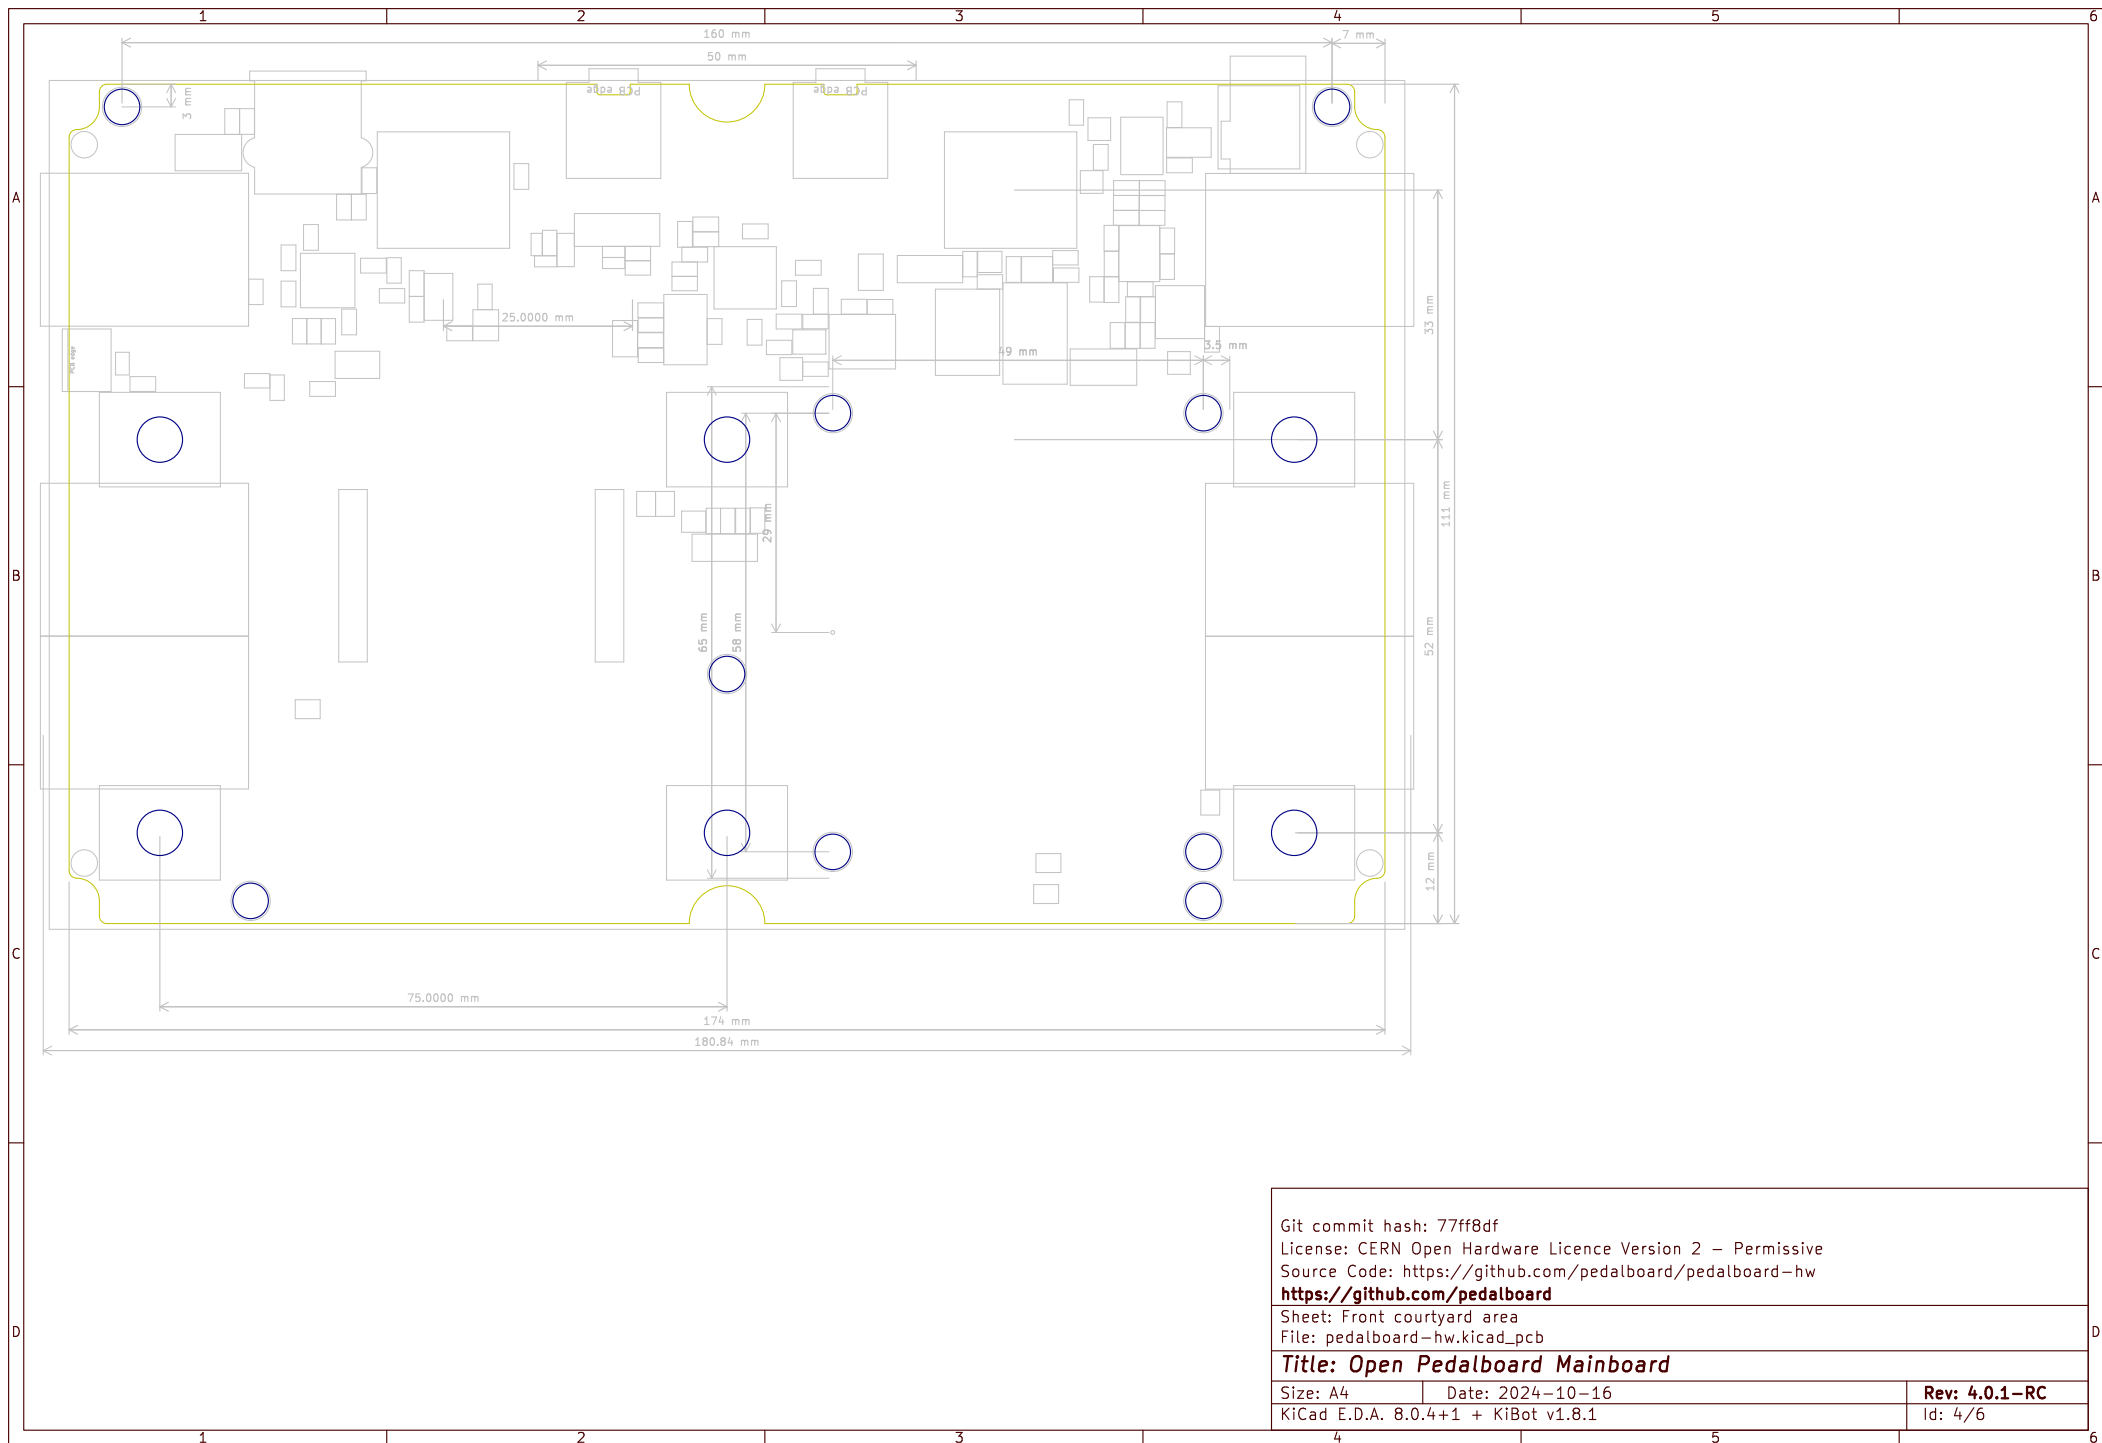 1 2 3 4 5 6
160 mm
7 mm
50 mm
3 mm
PCB edge
PCB edge
A
A
25.0000 mm
33 mm
49 mm
3.5 mm
PCB edge
111 mm
29 mm
B
B
65 mm
58 mm
52 mm
12 mm
C
C
75.0000 mm
174 mm
180.84 mm
Git commit hash: 77ff8df
License: CERN Open Hardware Licence Version 2 - Permissive
Source Code: https://github.com/pedalboard/pedalboard-hw
https://github.com/pedalboard
Sheet: Front courtyard area
File: pedalboard-hw.kicad_pcb
D
D
Title: Open Pedalboard Mainboard
Size: A4 Date: 2024-10-16 Rev: 4.0.1-RC
KiCad E.D.A. 8.0.4+1 + KiBot v1.8.1 Id: 4/6
1 2 3 4 5 6